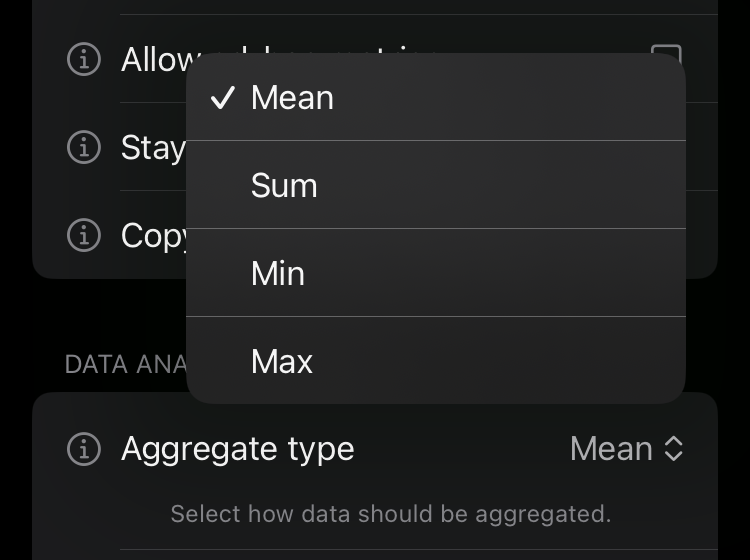 Allow
Mean
Stay
Sum
Copy
Min
DATA ANA
Max
Aggregate type
Mean
Select how data should be aggregated.